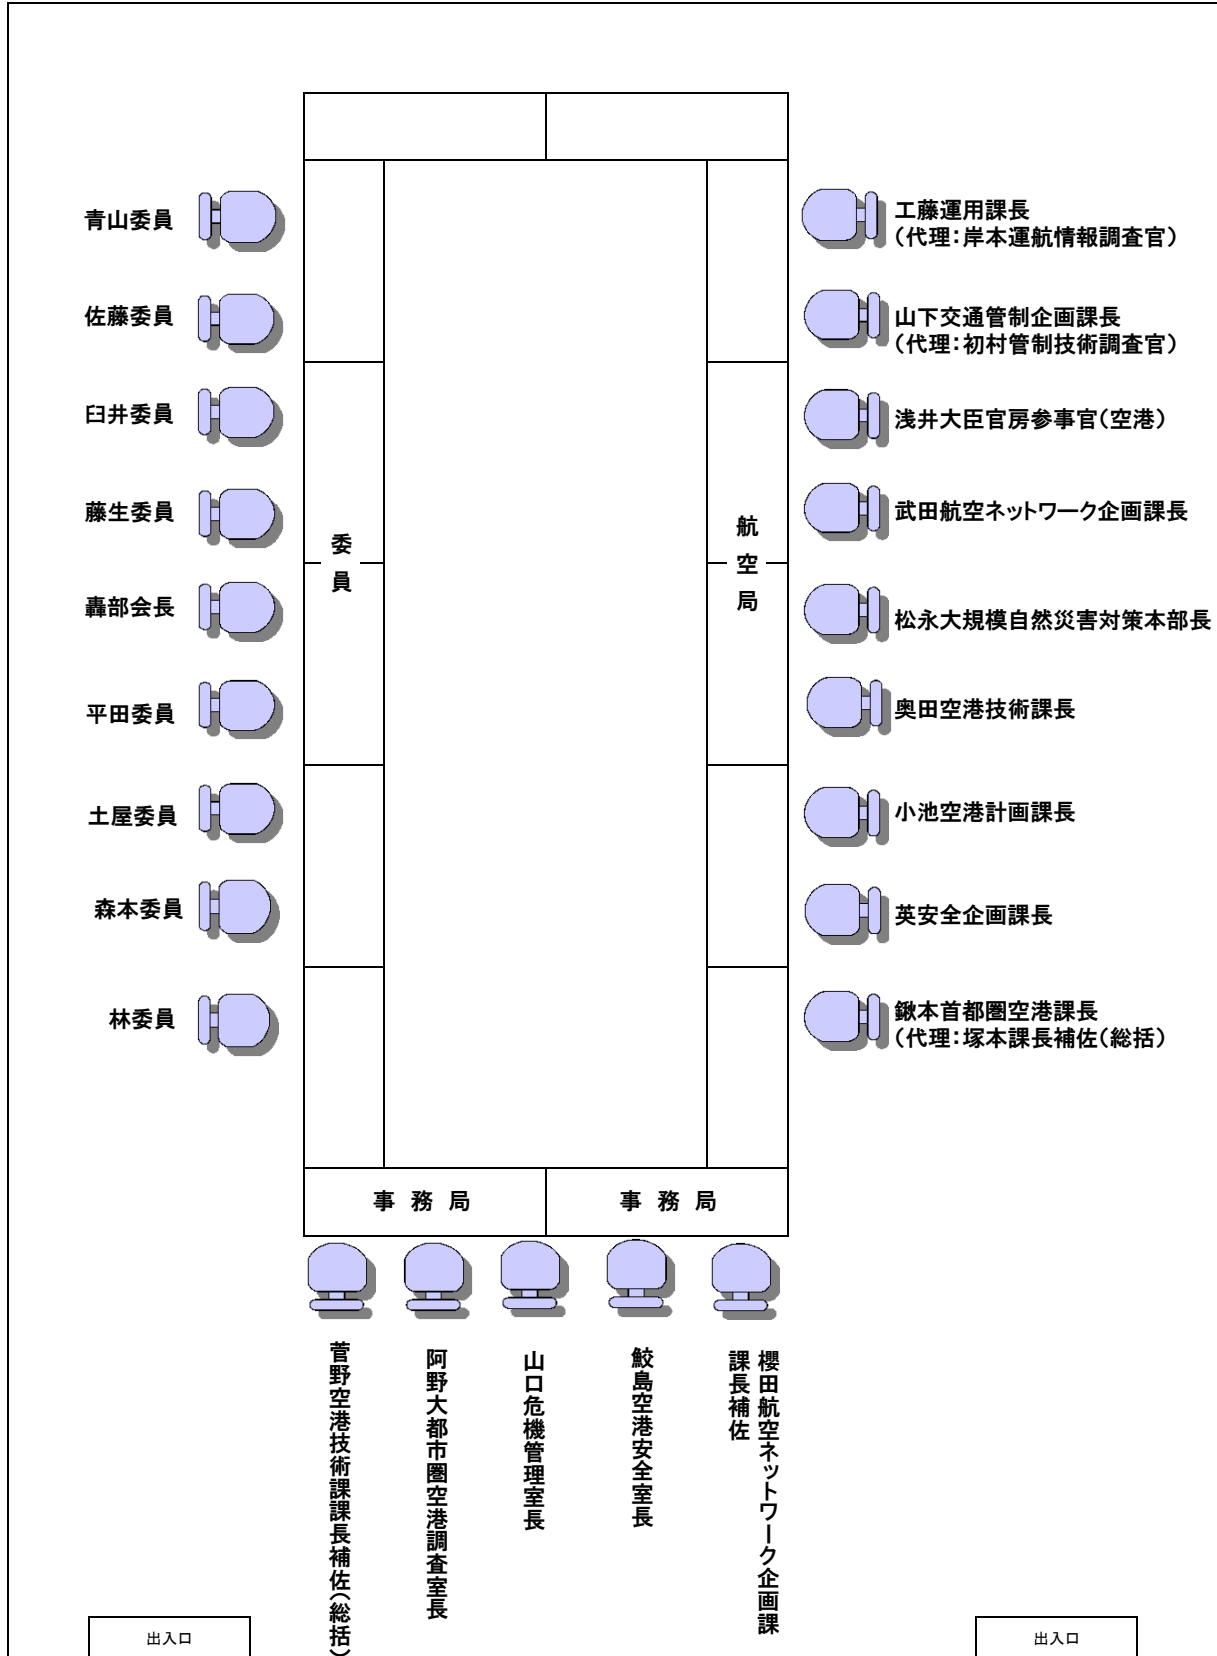 青山委員
佐藤委員
臼井委員
藤生委員
轟部会長
平田委員
土屋委員
森本委員
林委員
委員
航空局
工藤運用課長
（代理：岸本運航情報調査官）
山下交通管制企画課長
（代理：初村管制技術調査官）
浅井大臣官房参事官（空港）
武田航空ネットワーク企画課長
松永大規模自然災害対策本部長
奥田空港技術課長
小池空港計画課長
英安全企画課長
鍬本首都圏空港課長
（代理：塚本課長補佐（総括）
事務局
事務局
菅野空港技術課課長補佐（総括）
阿野大都市圏空港調査室長
山口危機管理室長
鮫島空港安全室長
櫻田航空ネットワーク企画課
課長補佐
出入口
出入口